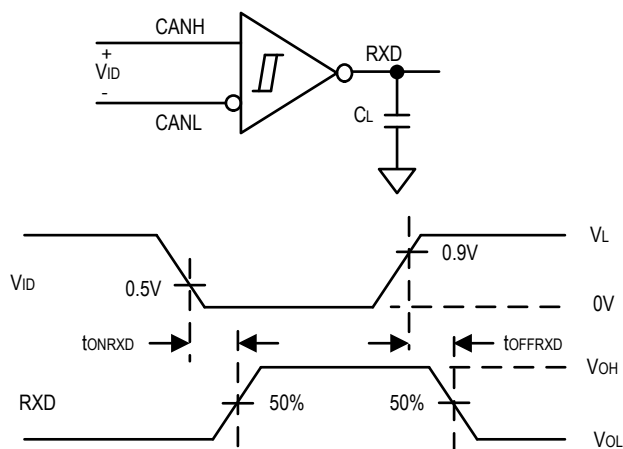 CANH
+
VID
-
CANL
RXD
CL
VL
VID
0.5V
0.9V
0V
tONRXD
tOFFRXD
VOH
RXD
50%
50%
VOL